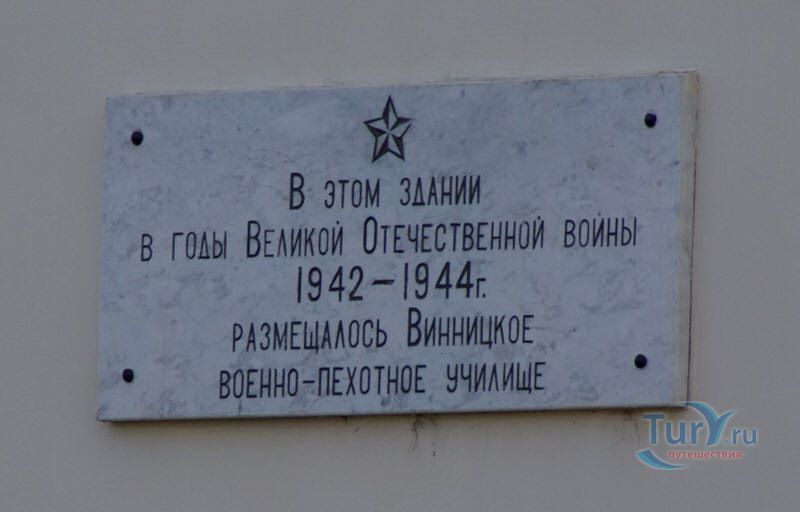 В этом здании
в годы Великой Отечественной войны
1942-1944г.
размещалось Винницкое
военно-пехотное училище
Tury.ru
путешествия